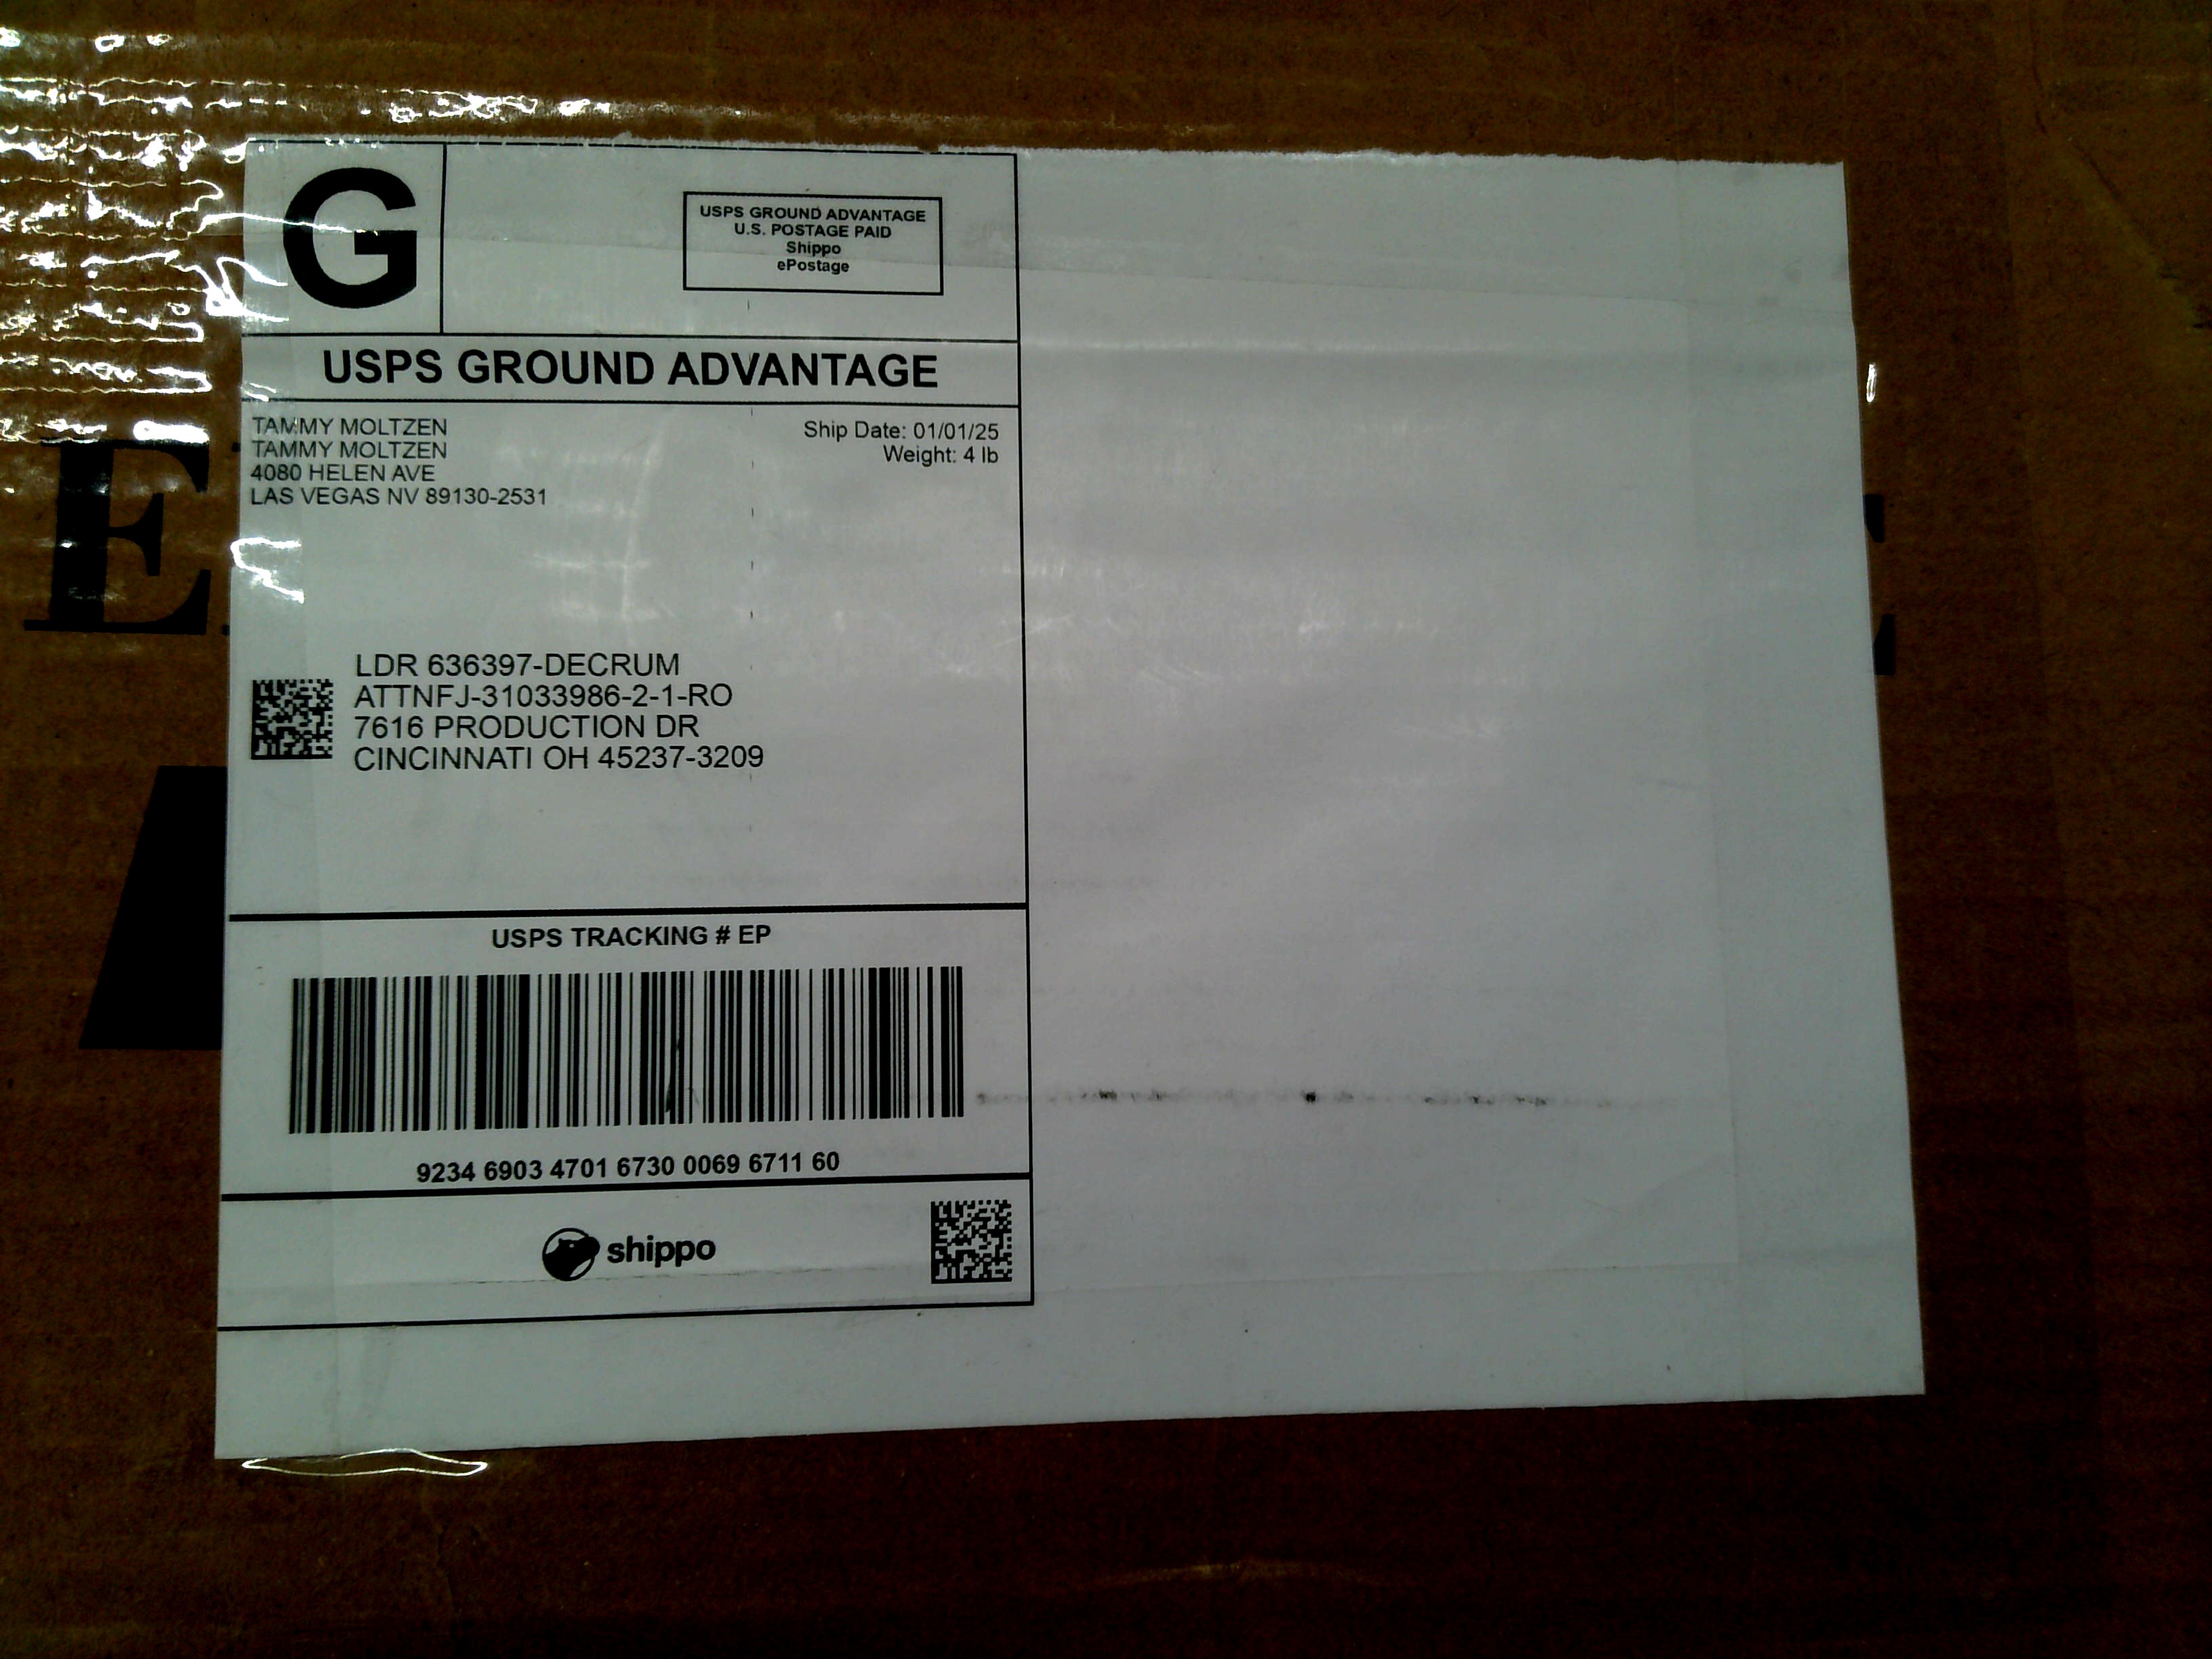 G
USPS GROUND ADVANTAGE
U.S. POSTAGE PAID
Shippo
ePostage
USPS GROUND ADVANTAGE
TAMMY MOLTZEN
TAMMY MOLTZEN
4080 HELEN AVE
LAS VEGAS NV 89130-2531
Ship Date: 01/01/25
Weight: 4 lb
LDR 636397-DECRUM
ATTNFJ-31033986-2-1-RO
7616 PRODUCTION DR
CINCINNATI OH 45237-3209
USPS TRACKING # EP
9234 6903 4701 6730 0069 6711 60
shippo
E